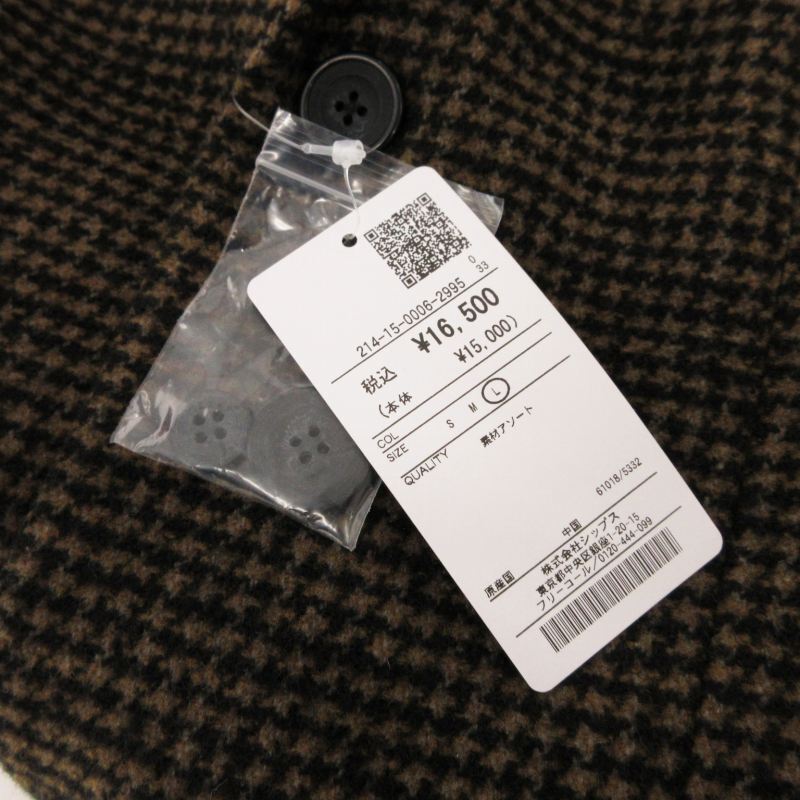 0
33
214-15-0006-2995
¥16,500
税込
(本体 ¥15,000)
COL
SIZE S M L
QUALITY 素材アソート
61018/5332
原産国 中国
株式会社シップス
東京都中央区銀座1-20-15
フリーコール/0120-444-099